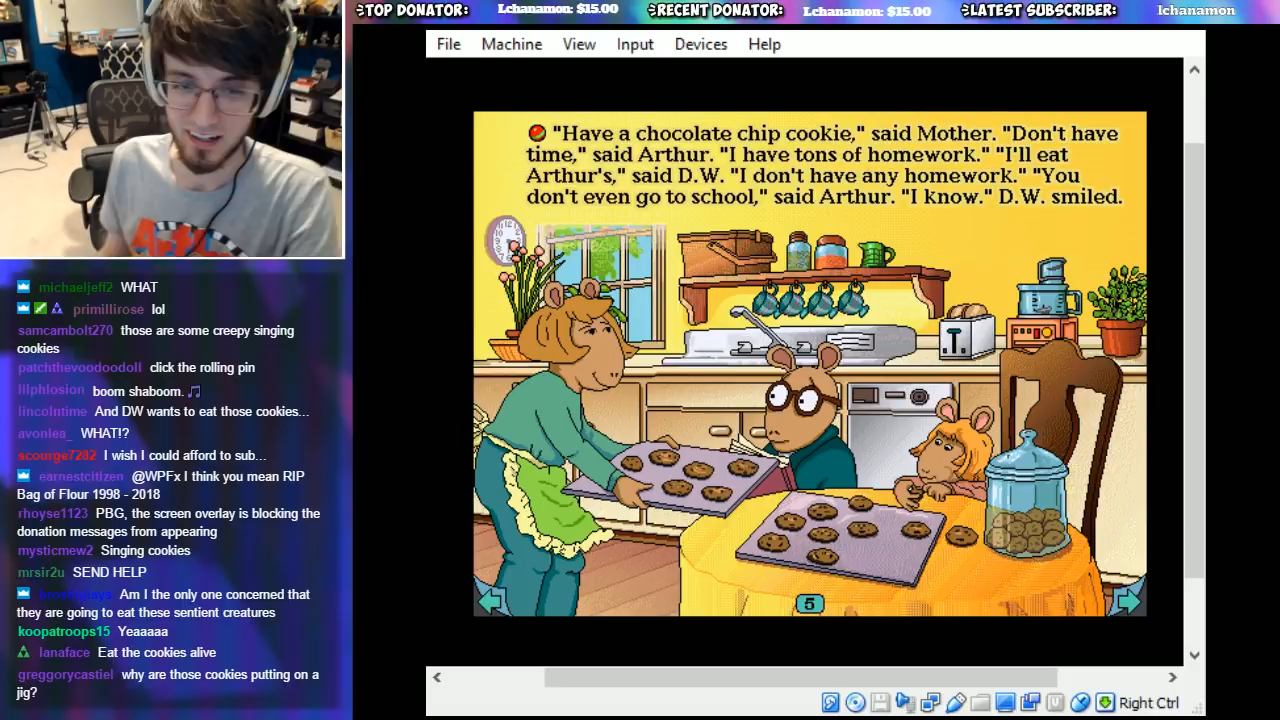 TOP DONATOR: Lchanamon: $15.00 RECENT DONATOR: Lchanamon: $15.00 LATEST SUBSCRIBER: lchanamon
File Machine View Input Devices Help
"Have a chocolate chip cookie," said Mother. "Don't have
time," said Arthur. "I have tons of homework." "I'll eat
Arthur's," said D.W. "I don't have any homework." "You
don't even go to school," said Arthur. "I know." D.W. smiled.
5
Right Ctrl
michaeljeff2 WHAT
primillirose lol
samcambolt270 those are some creepy singing
cookies
patchthevoodoodoll click the rolling pin
lilphlosion boom shaboom.
lincolntime And DW wants to eat those cookies...
avonlea_ WHAT!?
scourge7202 I wish I could afford to sub...
earnestcitizen @WPFx I think you mean RIP
Bag of Flour 1998 - 2018
rhoyse1123 PBG, the screen overlay is blocking the
donation messages from appearing
mysticmew2 Singing cookies
mrsir2u SEND HELP
Am I the only one concerned that
they are going to eat these sentient creatures
koopatroops15 Yeaaaaa
lanaface Eat the cookies alive
greggorycastiel why are those cookies putting on a
jig?